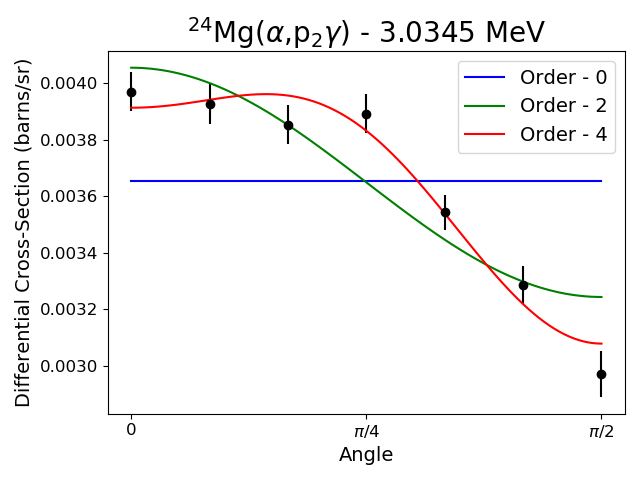 ²⁴Mg(α,p₂γ) - 3.0345 MeV
Order - 0
Order - 2
Order - 4
Differential Cross-Section (barns/sr)
0.0040
0.0038
0.0036
0.0034
0.0032
0.0030
0
π/4
π/2
Angle